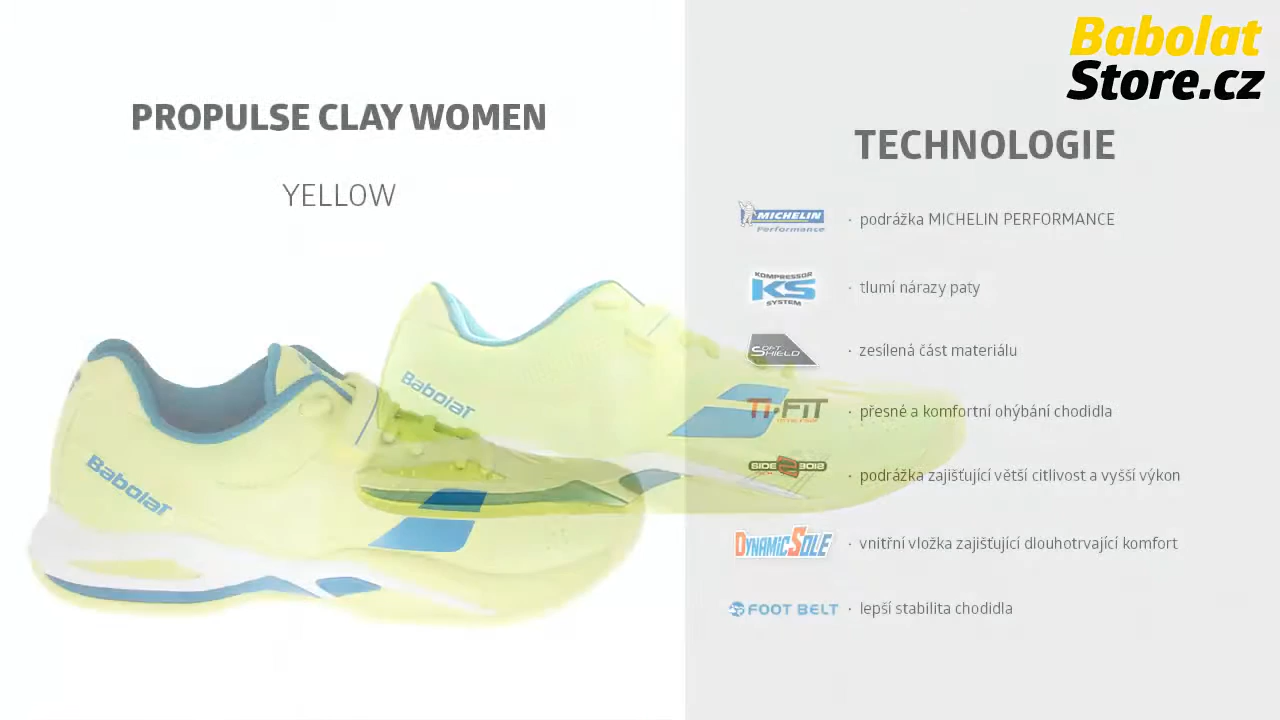 Babolat
Store.cz
PROPULSE CLAY WOMEN
YELLOW
Babolat
Babolat
TECHNOLOGIE
MICHELIN
Performance
· podrážka MICHELIN PERFORMANCE
KOMPRESSOR
KS
SYSTEM
· tlumí nárazy paty
SOFT
SHIELD
· zesílená část materiálu
Ti·FiT
· přesné a komfortní ohýbání chodidla
SIDE 2 SIDE
· podrážka zajišťující větší citlivost a vyšší výkon
DYNAMIC SOLE
· vnitřní vložka zajišťující dlouhotrvající komfort
FOOT BELT
· lepší stabilita chodidla